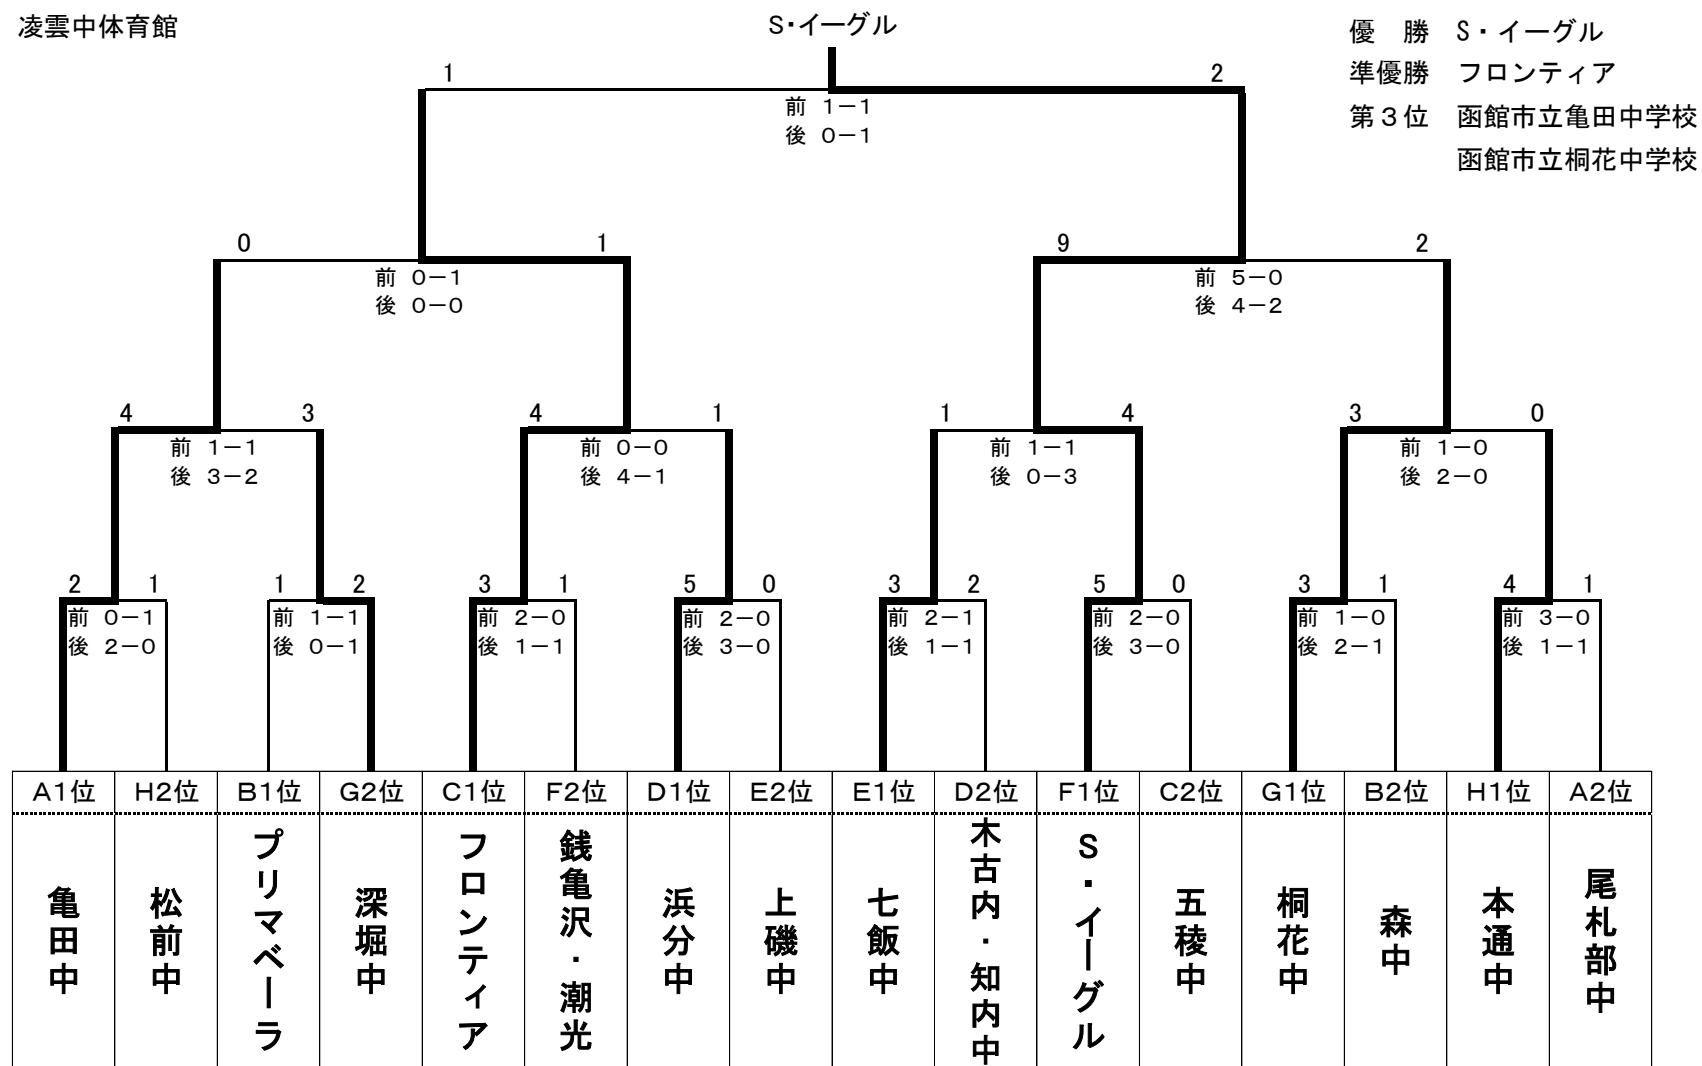 凌雲中体育館
S・イーグル
優　勝　S・イーグル
準優勝　フロンティア
第３位　函館市立亀田中学校
函館市立桐花中学校
1 2
前 1－1
後 0－1
0 1 9 2
前 0－1 前 5－0
後 0－0 後 4－2
4 3 4 1 1 4 3 0
前 1－1 前 0－0 前 1－1 前 1－0
後 3－2 後 4－1 後 0－3 後 2－0
2 1 1 2 3 1 5 0 3 2 5 0 3 1 4 1
前 0－1 前 1－1 前 2－0 前 2－0 前 2－1 前 2－0 前 1－0 前 3－0
後 2－0 後 0－1 後 1－1 後 3－0 後 1－1 後 3－0 後 2－1 後 1－1
A1位 H2位 B1位 G2位 C1位 F2位 D1位 E2位 E1位 D2位 F1位 C2位 G1位 B2位 H1位 A2位
亀田中
松前中
プリマベーラ
深堀中
フロンティア
銭亀沢・潮光
浜分中
上磯中
七飯中
木古内・知内中
S・イーグル
五稜中
桐花中
森中
本通中
尾札部中